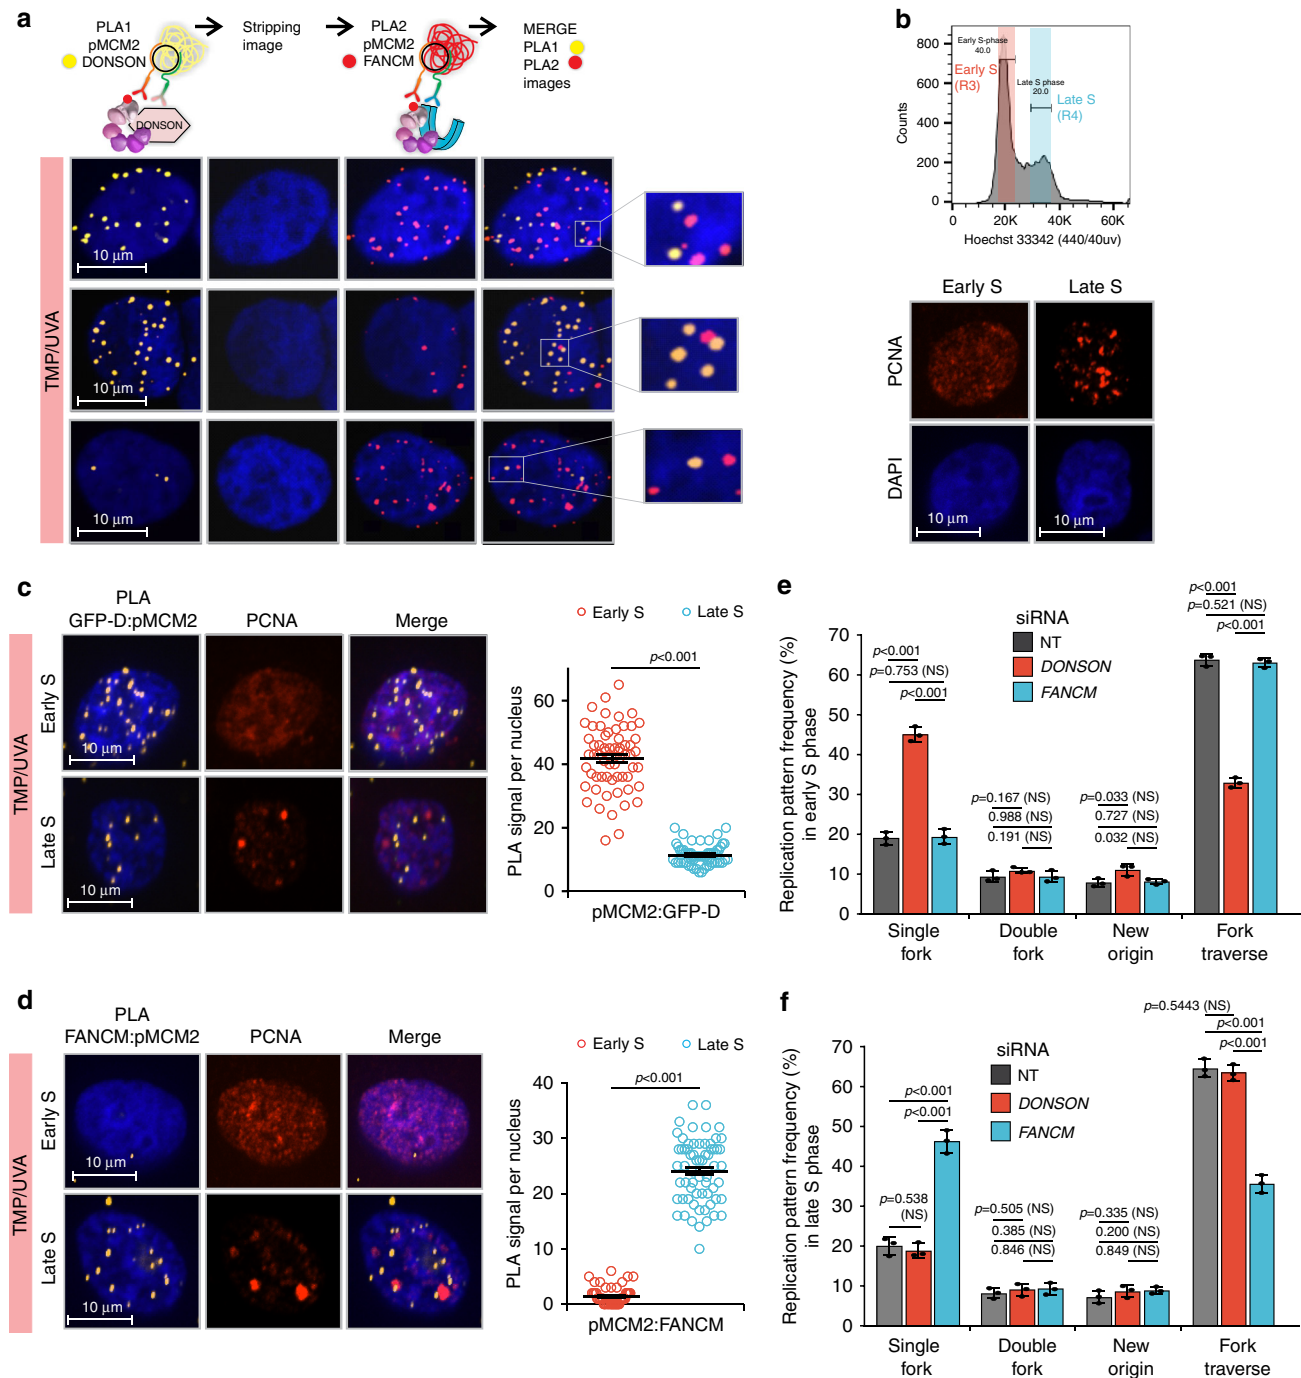 a
PLA1
pMCM2
DONSON
Stripping
image
PLA2
pMCM2
FANCM
MERGE
PLA1
PLA2
images
DONSON
TMP/UVA
10 μm
10 μm
10 μm
b
Counts
800
600
400
200
0
Early S-phase
40.0
Early S
(R3)
Late S phase
20.0
Late S
(R4)
0
20K
40K
60K
Hoechst 33342 (440/40uv)
Early S
Late S
PCNA
DAPI
10 μm
10 μm
c
PLA
GFP-D:pMCM2
PCNA
Merge
TMP/UVA
Early S
Late S
10 μm
10 μm
Early S
Late S
p<0.001
PLA signal per nucleus
60
40
20
0
pMCM2:GFP-D
d
PLA
FANCM:pMCM2
PCNA
Merge
TMP/UVA
Early S
Late S
10 μm
10 μm
Early S
Late S
p<0.001
PLA signal per nucleus
40
30
20
10
0
pMCM2:FANCM
e
Replication pattern frequency (%)
in early S phase
70
60
50
40
30
20
10
0
siRNA
NT
DONSON
FANCM
p<0.001
p=0.753 (NS)
p<0.001
p=0.167 (NS)
0.988 (NS)
0.191 (NS)
p=0.033 (NS)
0.727 (NS)
0.032 (NS)
p<0.001
p=0.521 (NS)
p<0.001
Single
fork
Double
fork
New
origin
Fork
traverse
f
Replication pattern frequency (%)
in late S phase
70
60
50
40
30
20
10
0
siRNA
NT
DONSON
FANCM
p<0.001
p<0.001
p=0.538
(NS)
p=0.505 (NS)
0.385 (NS)
0.846 (NS)
p=0.335 (NS)
0.200 (NS)
0.849 (NS)
p=0.5443 (NS)
p<0.001
p<0.001
Single
fork
Double
fork
New
origin
Fork
traverse